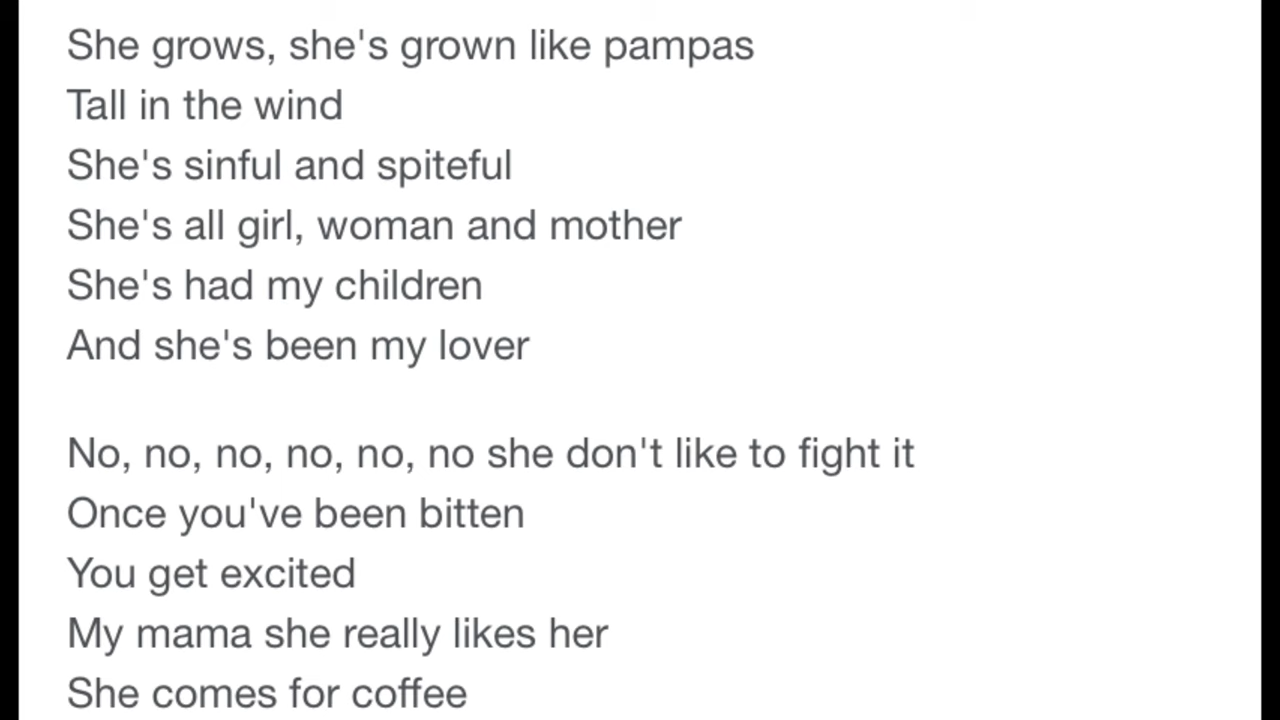 She grows, she's grown like pampas
Tall in the wind
She's sinful and spiteful
She's all girl, woman and mother
She's had my children
And she's been my lover
No, no, no, no, no, no she don't like to fight it
Once you've been bitten
You get excited
My mama she really likes her
She comes for coffee